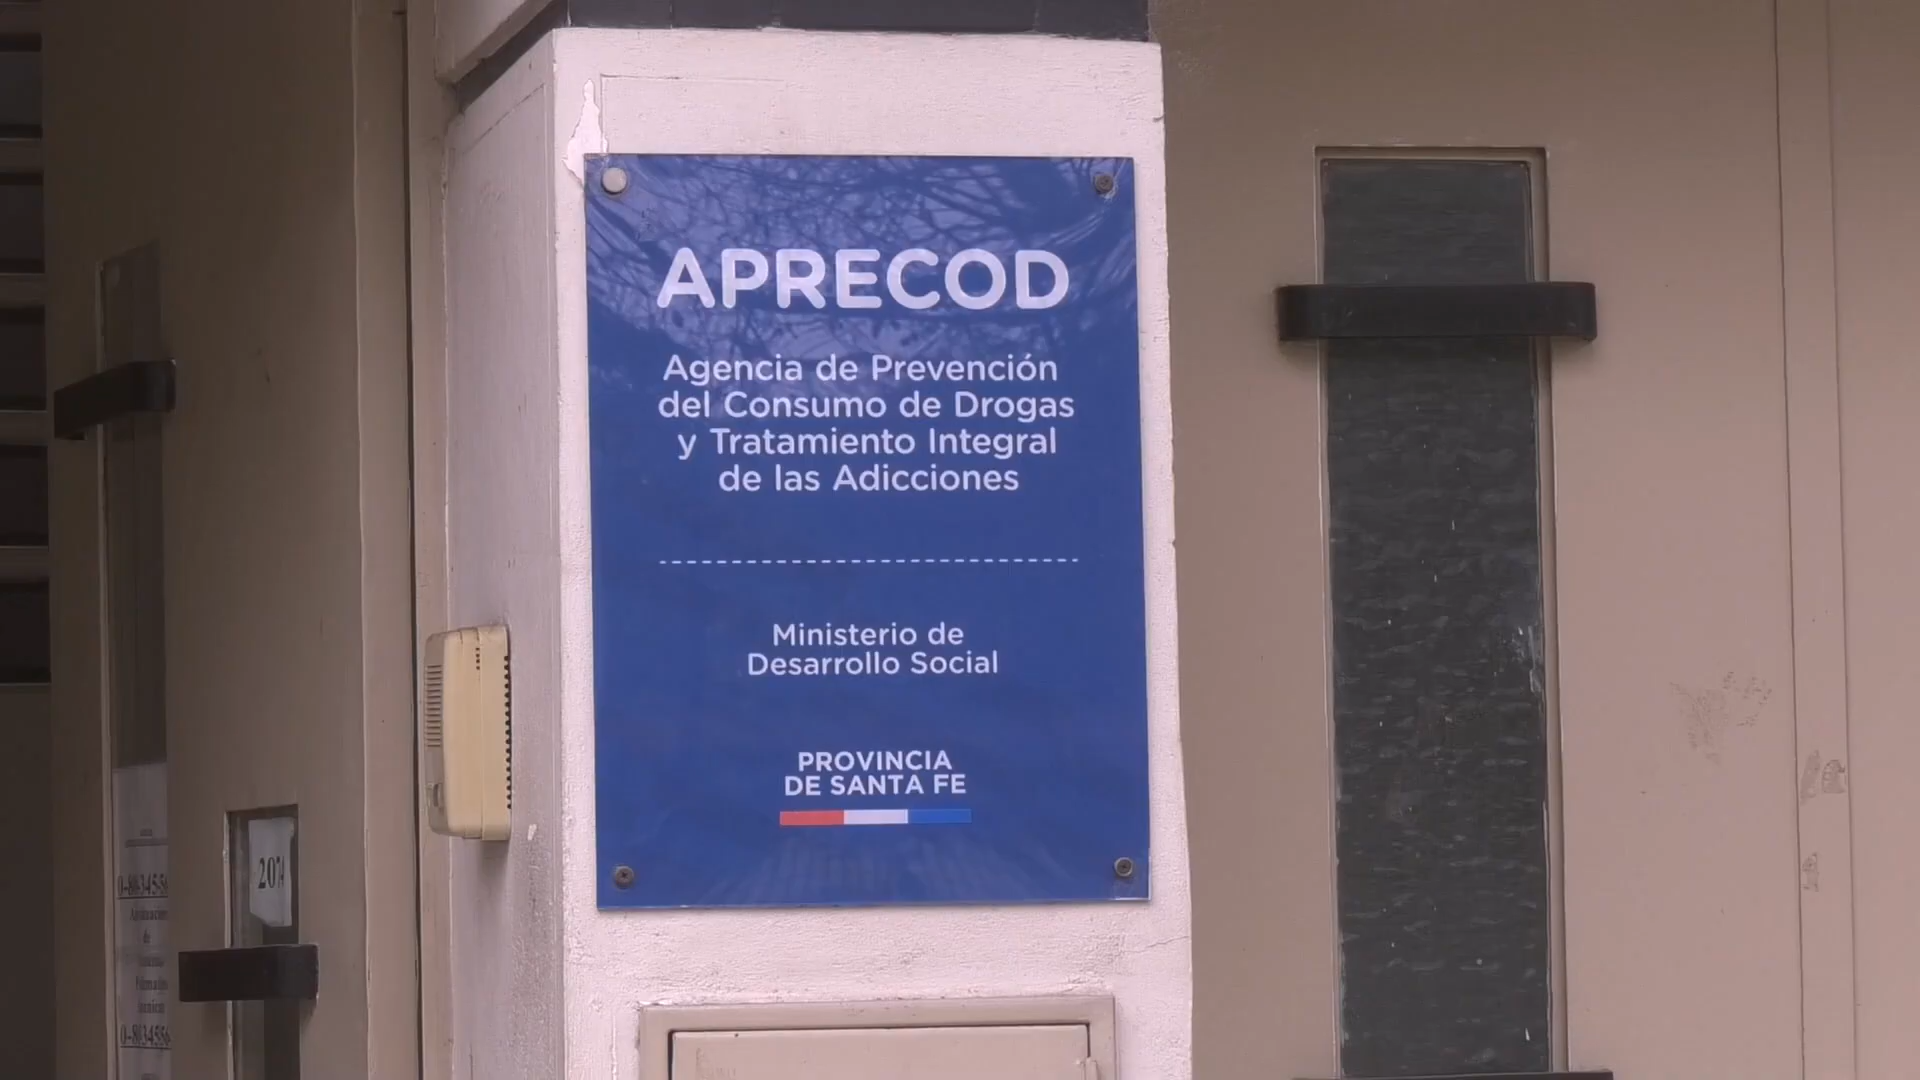 APRECOD
Agencia de Prevención
del Consumo de Drogas
y Tratamiento Integral
de las Adicciones
Ministerio de
Desarrollo Social
PROVINCIA
DE SANTA FE
de